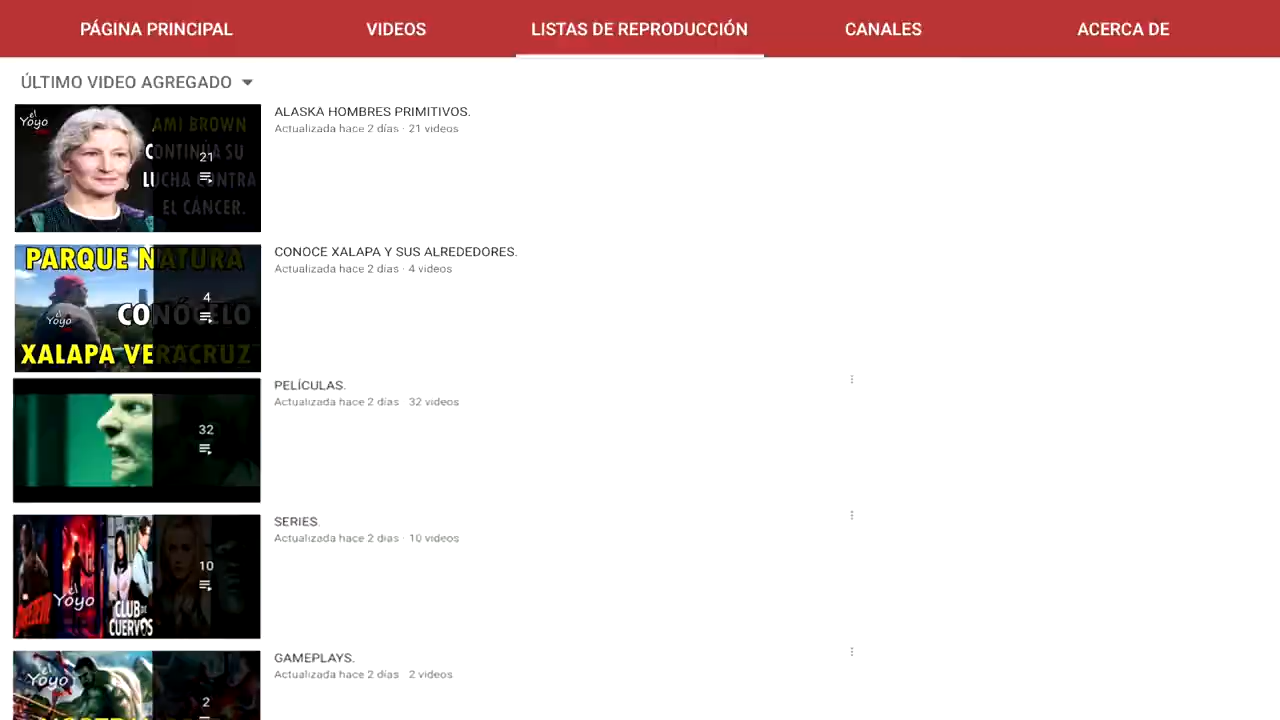 PÁGINA PRINCIPAL VIDEOS LISTAS DE REPRODUCCIÓN CANALES ACERCA DE
ÚLTIMO VIDEO AGREGADO
el
Yoyo
AMI BROWN
CONTINÚA SU
21
LUCHA CONTRA
EL CÁNCER.
ALASKA HOMBRES PRIMITIVOS.
Actualizada hace 2 días · 21 videos
PARQUE NATURA
4
el
Yoyo
CONÓCELO
XALAPA VERACRUZ
CONOCE XALAPA Y SUS ALREDEDORES.
Actualizada hace 2 días · 4 videos
32
PELÍCULAS.
Actualizada hace 2 días 32 videos
10
el
Yoyo
CLUB DE
CUERVOS
SERIES.
Actualizada hace 2 días · 10 videos
el
Yoyo
2
GAMEPLAYS.
Actualizada hace 2 días 2 videos